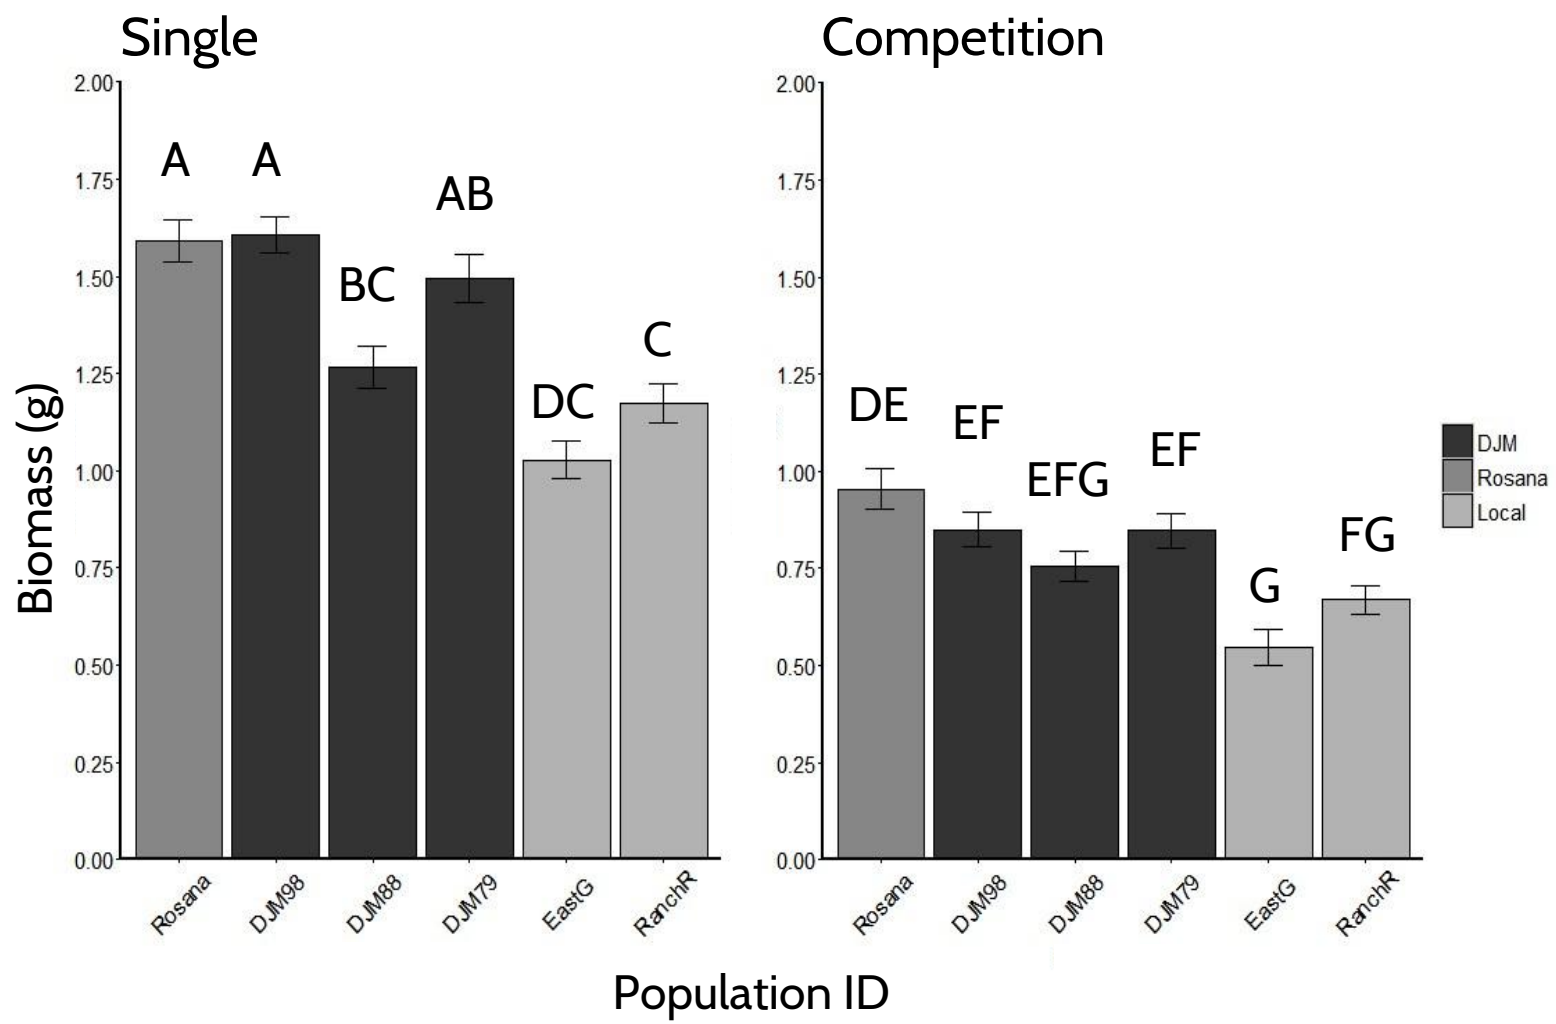 Single
Competition
2.00
1.75
1.50
1.25
1.00
0.75
0.50
0.25
0.00
Biomass (g)
A
A
BC
AB
DC
C
Rosana
DJM98
DJM88
DJM79
EastG
RanchR
2.00
1.75
1.50
1.25
1.00
0.75
0.50
0.25
0.00
DE
EF
EFG
EF
G
FG
Rosana
DJM98
DJM88
DJM79
EastG
RanchR
DJM
Rosana
Local
Population ID